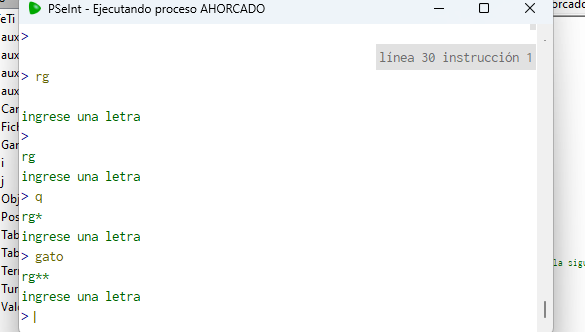 PSeInt - Ejecutando proceso AHORCADO
orcado
eTi
aux
aux
aux
aux
Car
Fich
Gar
i
j
Obj
Pos
Tab
Tab
Ter
Tur
Val
>
línea 30 instrucción 1
> rg
ingrese una letra
>
rg
ingrese una letra
> q
rg*
ingrese una letra
> gato
rg**
ingrese una letra
>
la sigu